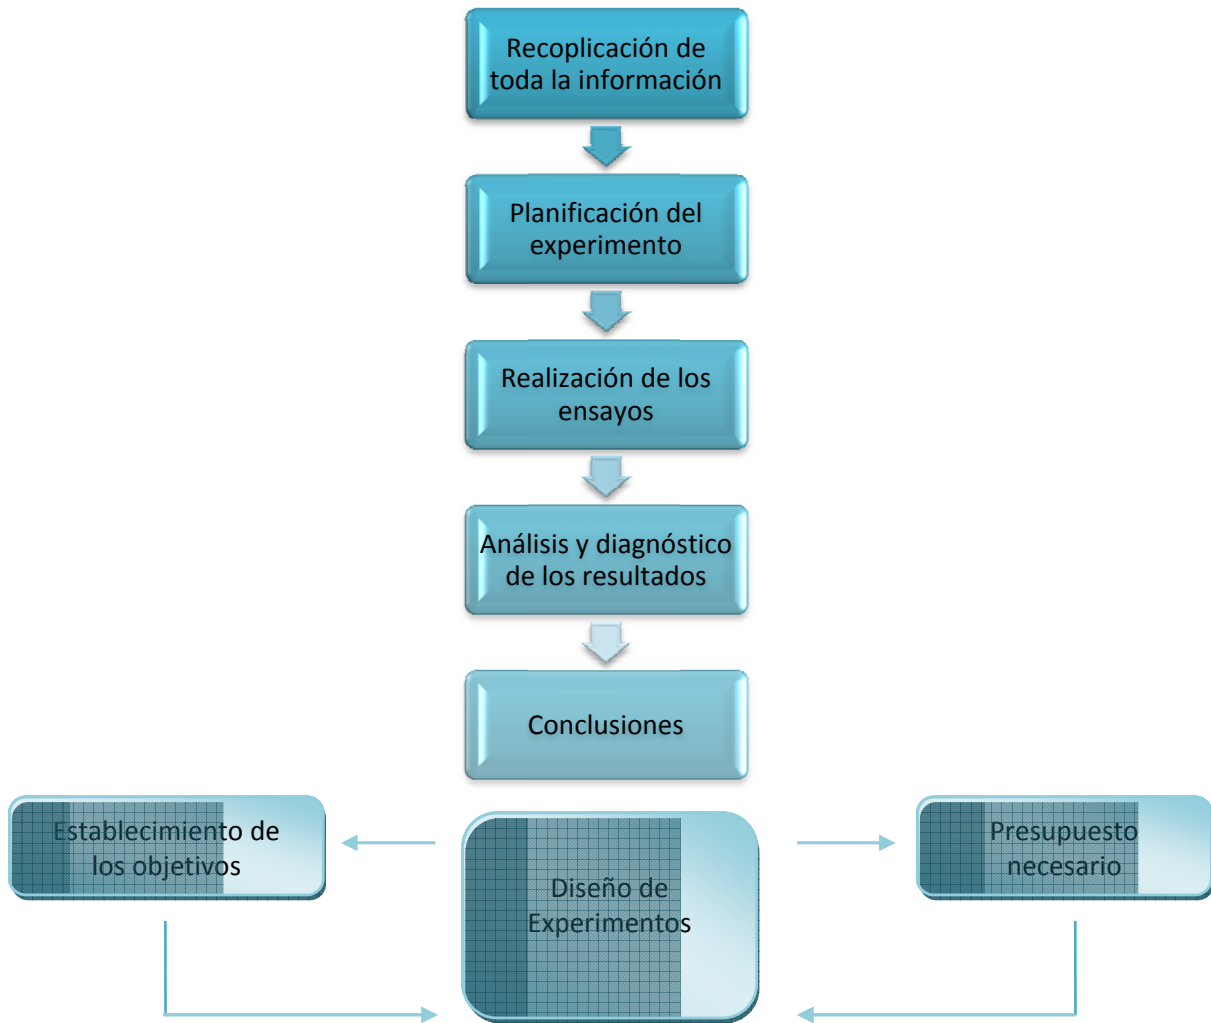 Recoplicación de
toda la información
Planificación del
experimento
Realización de los
ensayos
Análisis y diagnóstico
de los resultados
Conclusiones
Establecimiento de
los objetivos
Diseño de
Experimentos
Presupuesto
necesario